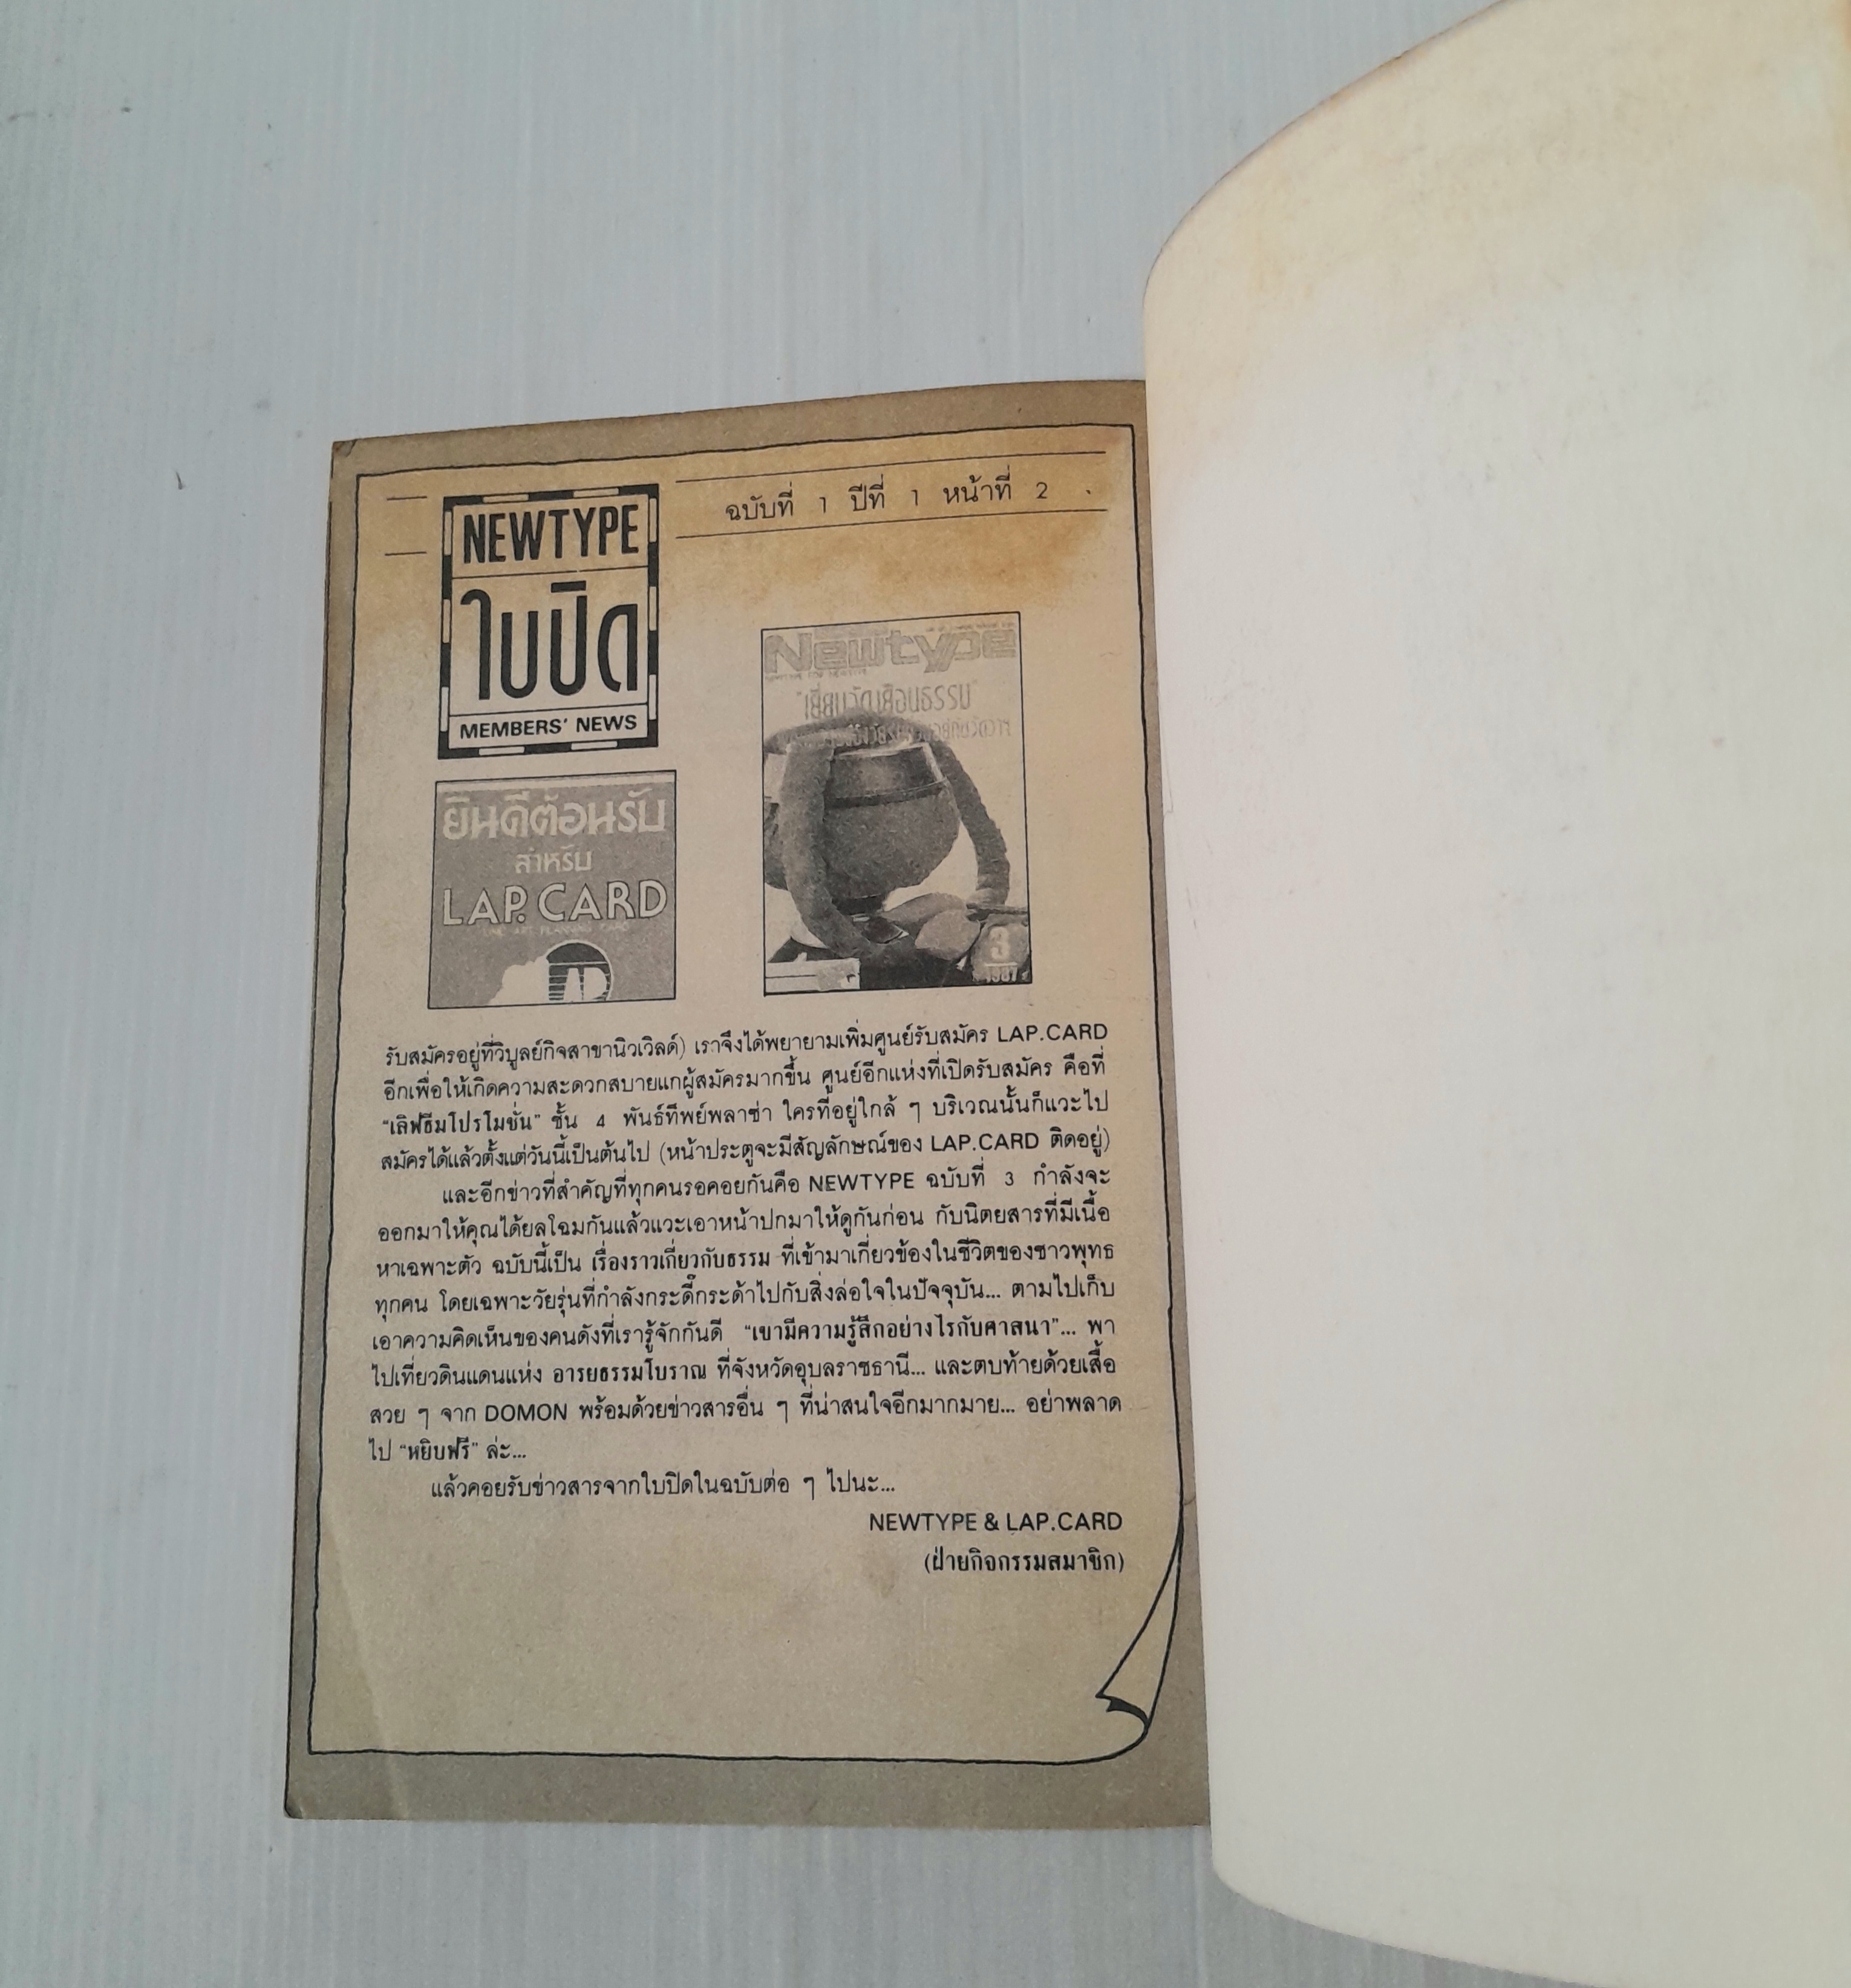 ฉบับที่ 1 ปีที่ 1 หน้าที่ 2
NEWTYPE
ใบปิด
MEMBERS' NEWS
Newtype
3
1987
ยินดีต้อนรับ
สำหรับ
LAP. CARD
รับสมัครอยู่ที่วิบูลย์กิจสาขานิวเวิลด์) เราจึงได้พยายามเพิ่มศูนย์รับสมัคร LAP.CARD
อีกเพื่อให้เกิดความสะดวกสบายแก่ผู้สมัครมากขึ้น ศูนย์อีกแห่งที่เปิดรับสมัคร คือที่
"เลิฟธีมโปรโมชั่น" ชั้น 4 พันธ์ทิพย์พลาซ่า ใครที่อยู่ใกล้ ๆ บริเวณนั้นก็แวะไป
สมัครได้แล้วตั้งแต่วันนี้เป็นต้นไป (หน้าประตูจะมีสัญลักษณ์ของ LAP.CARD ติดอยู่)
และอีกข่าวที่สำคัญที่ทุกคนรอคอยกันคือ NEWTYPE ฉบับที่ 3 กำลังจะ
ออกมาให้คุณได้ยลโฉมกันแล้วแวะเอาหน้าปกมาให้ดูกันก่อน กับนิตยสารที่มีเนื้อ
หาเฉพาะตัว ฉบับนี้เป็น เรื่องราวเกี่ยวกับธรรม ที่เข้ามาเกี่ยวข้องในชีวิตของชาวพุทธ
ทุกคน โดยเฉพาะวัยรุ่นที่กำลังกระดี๊กระด้าไปกับสิ่งล่อใจในปัจจุบัน... ตามไปเก็บ
เอาความคิดเห็นของคนดังที่เรารู้จักกันดี "เขามีความรู้สึกอย่างไรกับศาสนา"... พา
ไปเที่ยวดินแดนแห่ง อารยธรรมโบราณ ที่จังหวัดอุบลราชธานี... และตบท้ายด้วยเสื้อ
สวย ๆ จาก DOMON พร้อมด้วยข่าวสารอื่น ๆ ที่น่าสนใจอีกมากมาย... อย่าพลาด
ไป "หยิบฟรี" ล่ะ...
แล้วคอยรับข่าวสารจากใบปิดในฉบับต่อ ๆ ไปนะ...
NEWTYPE & LAP.CARD
(ฝ่ายกิจกรรมสมาชิก)